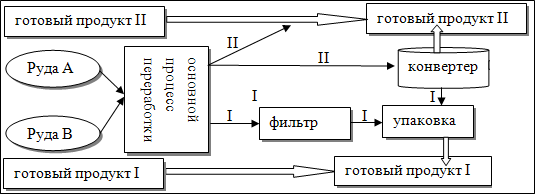 готовый продукт II
готовый продукт II
II
II
конвертер
Руда А
основной
процесс
переработки
I
I
I
I
фильтр
упаковка
Руда В
готовый продукт I
готовый продукт I